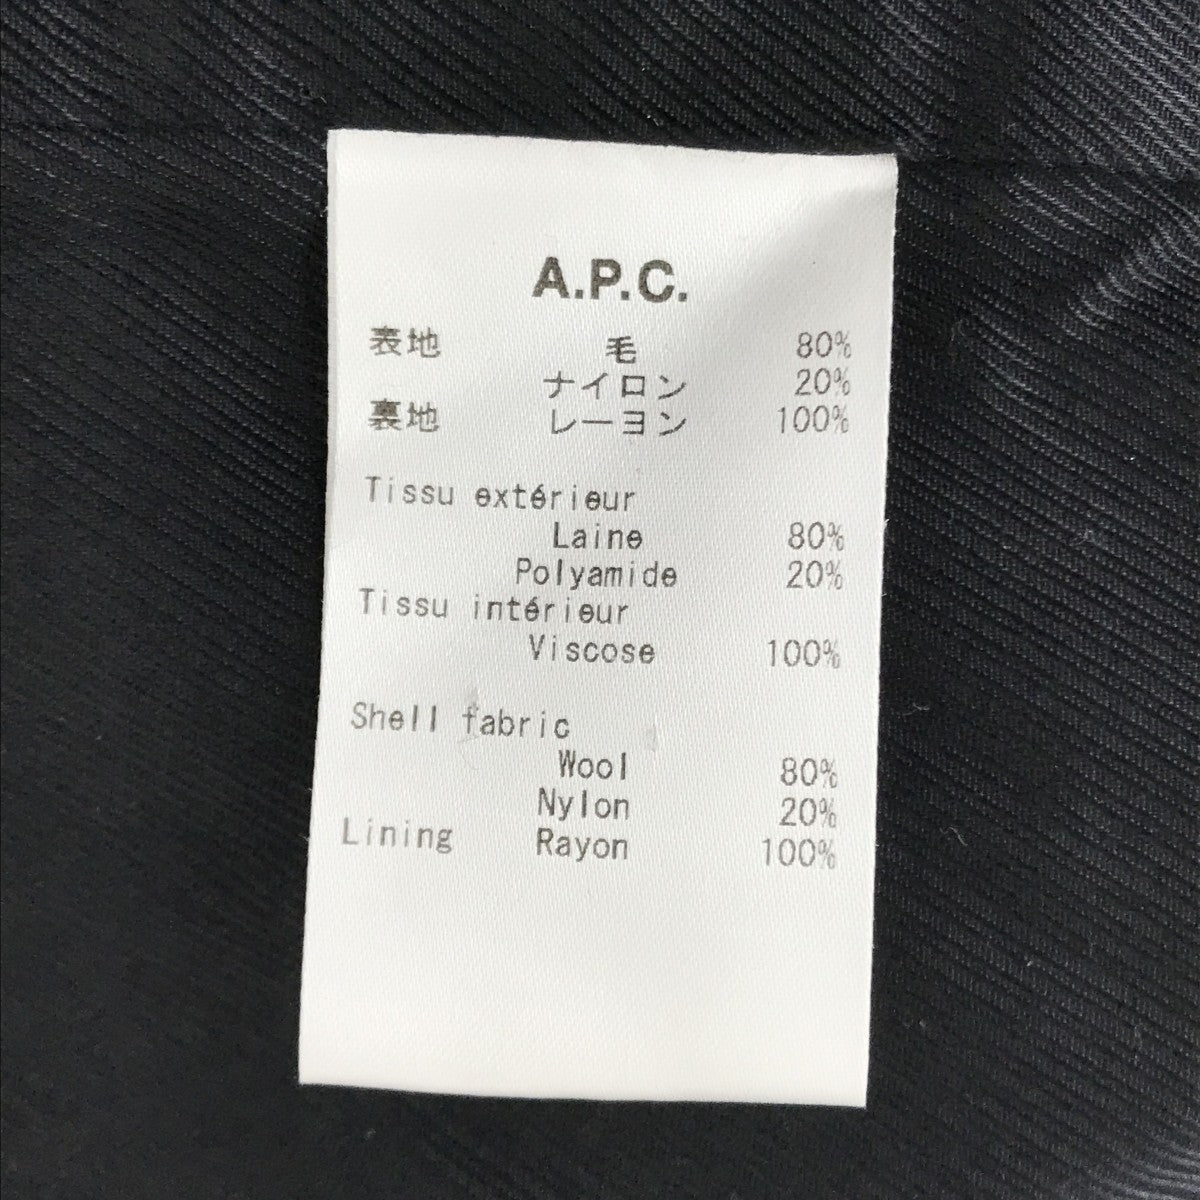 A.P.C.
表地 毛 80%
ナイロン 20%
裏地 レーヨン 100%
Tissu extérieur
Laine 80%
Polyamide 20%
Tissu intérieur
Viscose 100%
Shell fabric
Wool 80%
Nylon 20%
Lining Rayon 100%